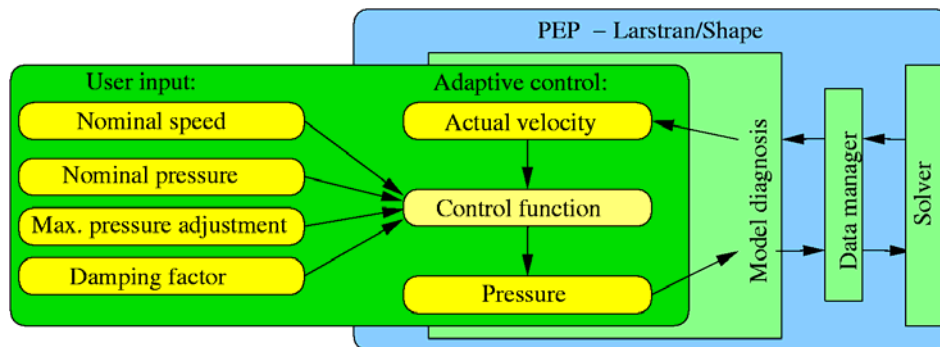 PEP – Larstran/Shape
User input:
Adaptive control:
Nominal speed
Nominal pressure
Max. pressure adjustment
Damping factor
Actual velocity
Control function
Pressure
Model diagnosis
Data manager
Solver